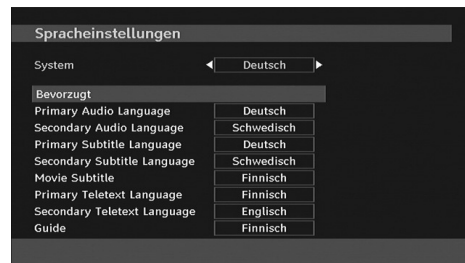 Spracheinstellungen
System Deutsch
Bevorzugt
Primary Audio Language Deutsch
Secondary Audio Language Schwedisch
Primary Subtitle Language Deutsch
Secondary Subtitle Language Schwedisch
Movie Subtitle Finnisch
Primary Teletext Language Finnisch
Secondary Teletext Language Englisch
Guide Finnisch